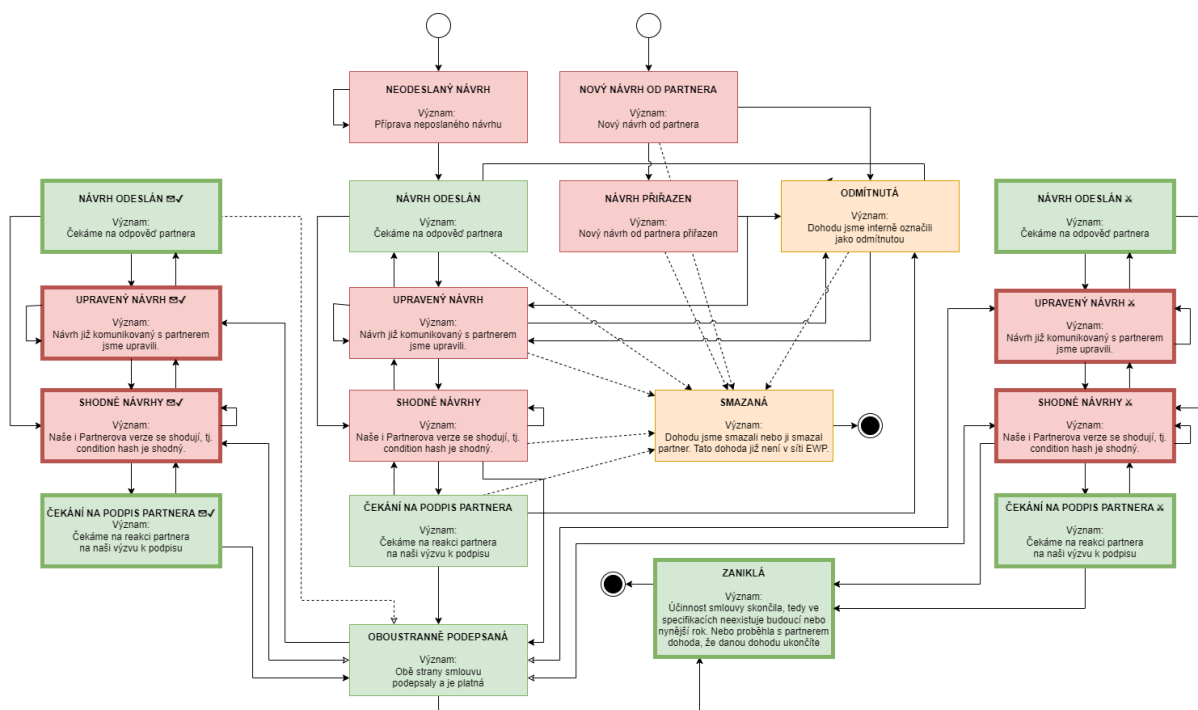 NEODESLANÝ NÁVRH
Význam:
Příprava neposlaného návrhu
NOVÝ NÁVRH OD PARTNERA
Význam:
Nový návrh od partnera
NÁVRH ODESLÁN ✉✔
Význam:
Čekáme na odpověď partnera
NÁVRH ODESLÁN
Význam:
Čekáme na odpověď partnera
NÁVRH PŘIŘAZEN
Význam:
Nový návrh od partnera přiřazen
ODMÍTNUTÁ
Význam:
Dohodu jsme interně označili
jako odmítnutou
NÁVRH ODESLÁN ⚔
Význam:
Čekáme na odpověď partnera
UPRAVENÝ NÁVRH ✉✔
Význam:
Návrh již komunikovaný s partnerem
jsme upravili.
UPRAVENÝ NÁVRH
Význam:
Návrh již komunikovaný s partnerem
jsme upravili.
UPRAVENÝ NÁVRH ⚔
Význam:
Návrh již komunikovaný s partnerem
jsme upravili.
SHODNÉ NÁVRHY ✉✔
Význam:
Naše i Partnerova verze se shodují, tj.
condition hash je shodný.
SHODNÉ NÁVRHY
Význam:
Naše i Partnerova verze se shodují, tj.
condition hash je shodný.
SMAZANÁ
Význam:
Dohodu jsme smazali nebo ji smazal
partner. Tato dohoda již není v síti EWP.
SHODNÉ NÁVRHY ⚔
Význam:
Naše i Partnerova verze se shodují, tj.
condition hash je shodný.
ČEKÁNÍ NA PODPIS PARTNERA ✉✔
Význam:
Čekáme na reakci partnera
na naši výzvu k podpisu
ČEKÁNÍ NA PODPIS PARTNERA
Význam:
Čekáme na reakci partnera
na naši výzvu k podpisu
ČEKÁNÍ NA PODPIS PARTNERA ⚔
Význam:
Čekáme na reakci partnera
na naši výzvu k podpisu
ZANIKLÁ
Význam:
Účinnost smlouvy skončila, tedy ve
specifikacích neexistuje budoucí nebo
nynější rok. Nebo proběhla s partnerem
dohoda, že danou dohodu ukončíte
OBOUSTRANNĚ PODEPSANÁ
Význam:
Obě strany smlouvu
podepsaly a je platná